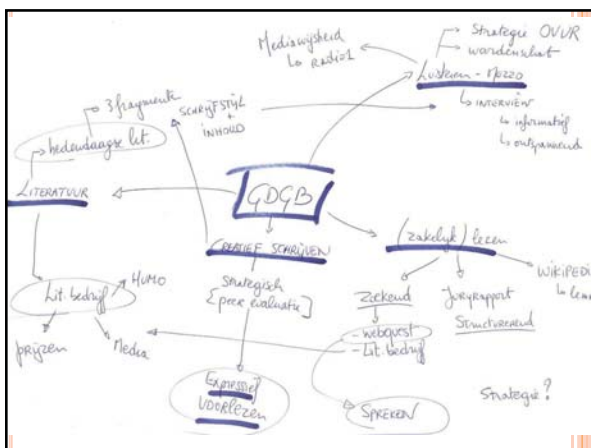 Strategie OVUR
woordenschat
Mediawijsheid
↳ RADIO1
LUISTEREN - MOZZO
↳ INTERVIEW
↳ informatief
↳ ontspannend
3 fragmenten
SCHRIJFSTIJL
+
INHOUD
hedendaagse lit.
LITERATUUR
GDGB
CREATIEF SCHRIJVEN
(zakelijk) lezen
Strategisch
[peer evaluatie]
Lit. bedrijf
HUMO
prijzen
Media
Zoekend
Juryrapport
Structurerend
WIKIPEDI
- webquest
- Lit. bedrijf
EXPRESSIEF
VOORLEZEN
SPREKEN
Strategie?